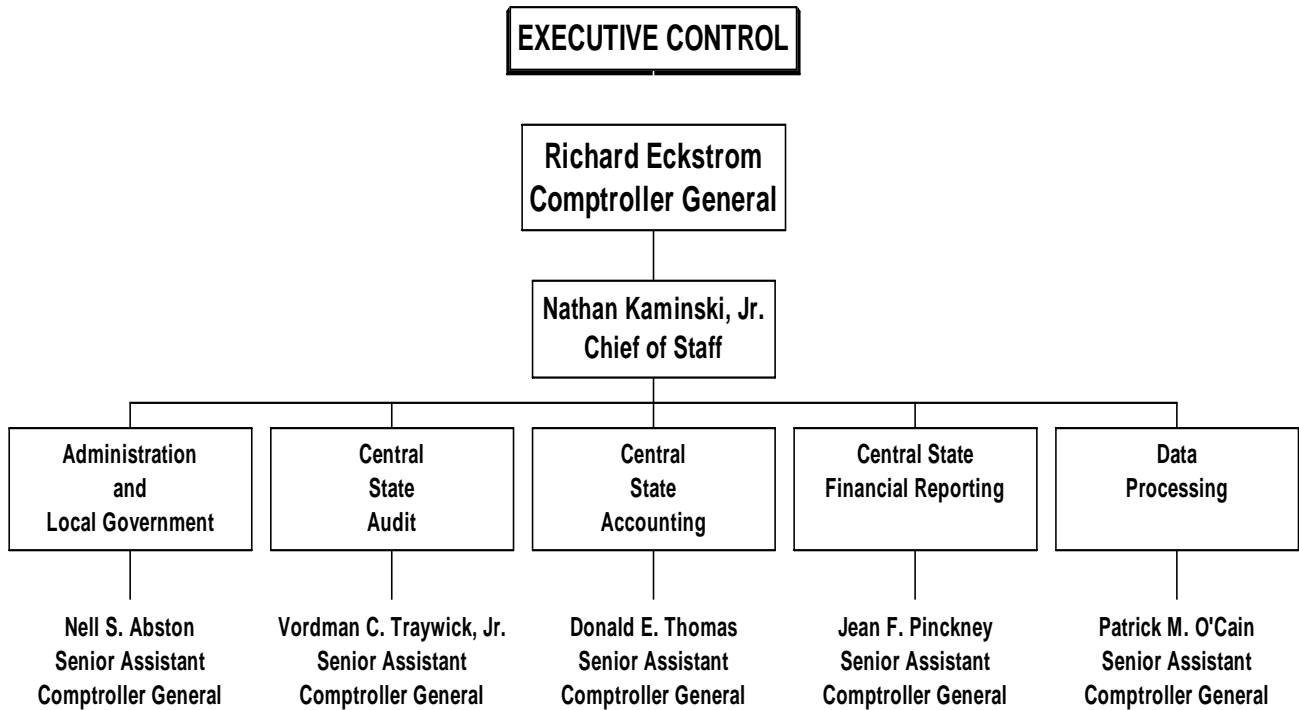 EXECUTIVE CONTROL
Richard Eckstrom
Comptroller General
Nathan Kaminski, Jr.
Chief of Staff
Administration
and
Local Government
Central
State
Audit
Central
State
Accounting
Central State
Financial Reporting
Data
Processing
Nell S. Abston
Senior Assistant
Comptroller General
Vordman C. Traywick, Jr.
Senior Assistant
Comptroller General
Donald E. Thomas
Senior Assistant
Comptroller General
Jean F. Pinckney
Senior Assistant
Comptroller General
Patrick M. O'Cain
Senior Assistant
Comptroller General